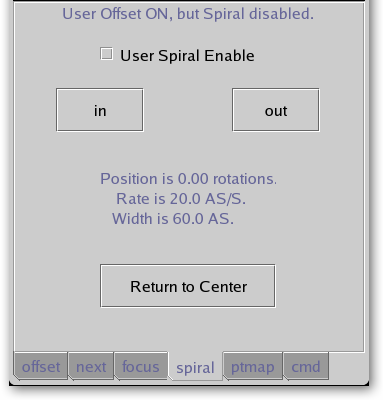 User Offset ON, but Spiral disabled.
User Spiral Enable
in out
Position is 0.00 rotations.
Rate is 20.0 AS/S.
Width is 60.0 AS.
Return to Center
offset next focus spiral ptmap cmd